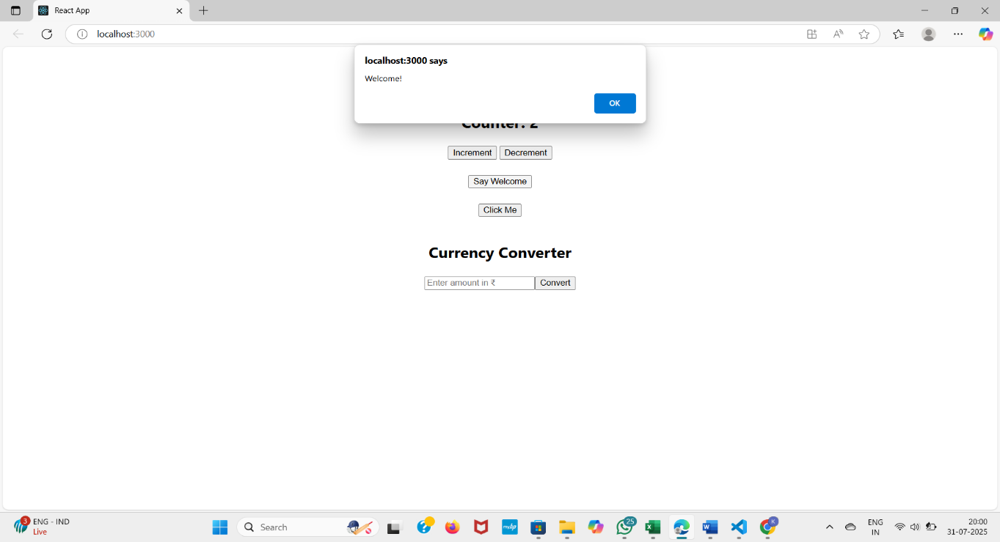 React App
localhost:3000
localhost:3000 says
Welcome!
OK
Counter: 2
Increment Decrement
Say Welcome
Click Me
Currency Converter
Enter amount in ₹ Convert
3 ENG - IND
Live
Search
myhp
25
K
ENG
IN
20:00
31-07-2025